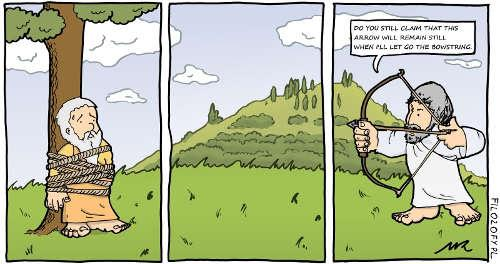 DO YOU STILL CLAIM THAT THIS
ARROW WILL REMAIN STILL
WHEN I'LL LET GO THE BOWSTRING.
FILOZOFY.PL